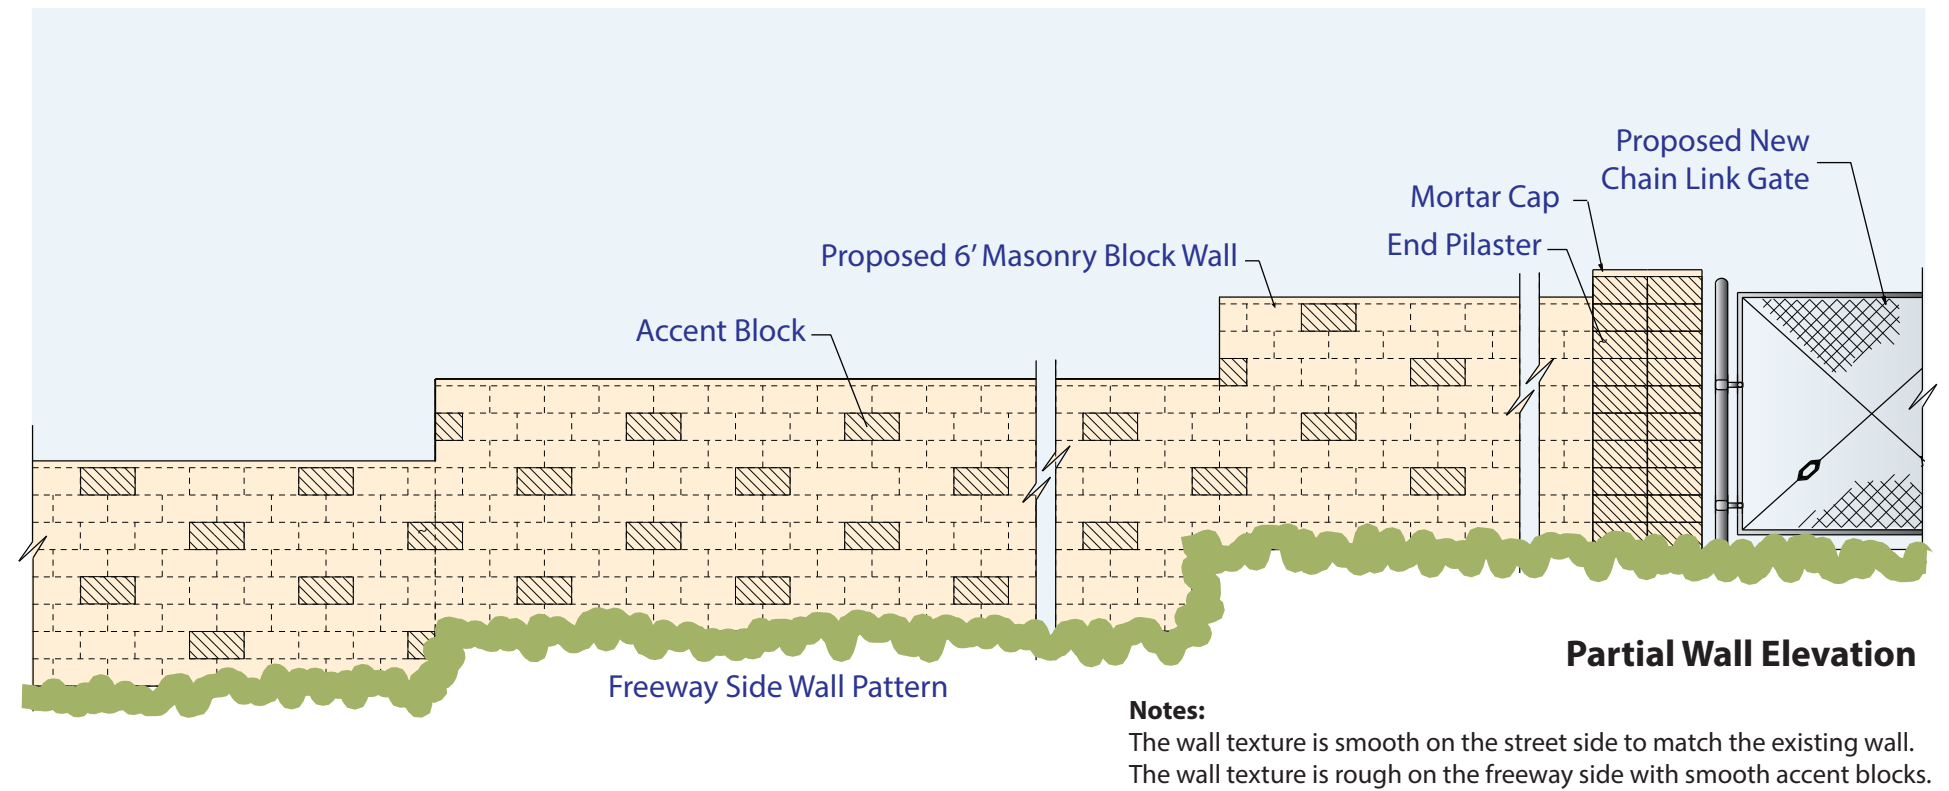 Proposed New
Chain Link Gate
Mortar Cap
End Pilaster
Proposed 6’ Masonry Block Wall
Accent Block
Freeway Side Wall Pattern
Partial Wall Elevation
Notes:
The wall texture is smooth on the street side to match the existing wall.
The wall texture is rough on the freeway side with smooth accent blocks.